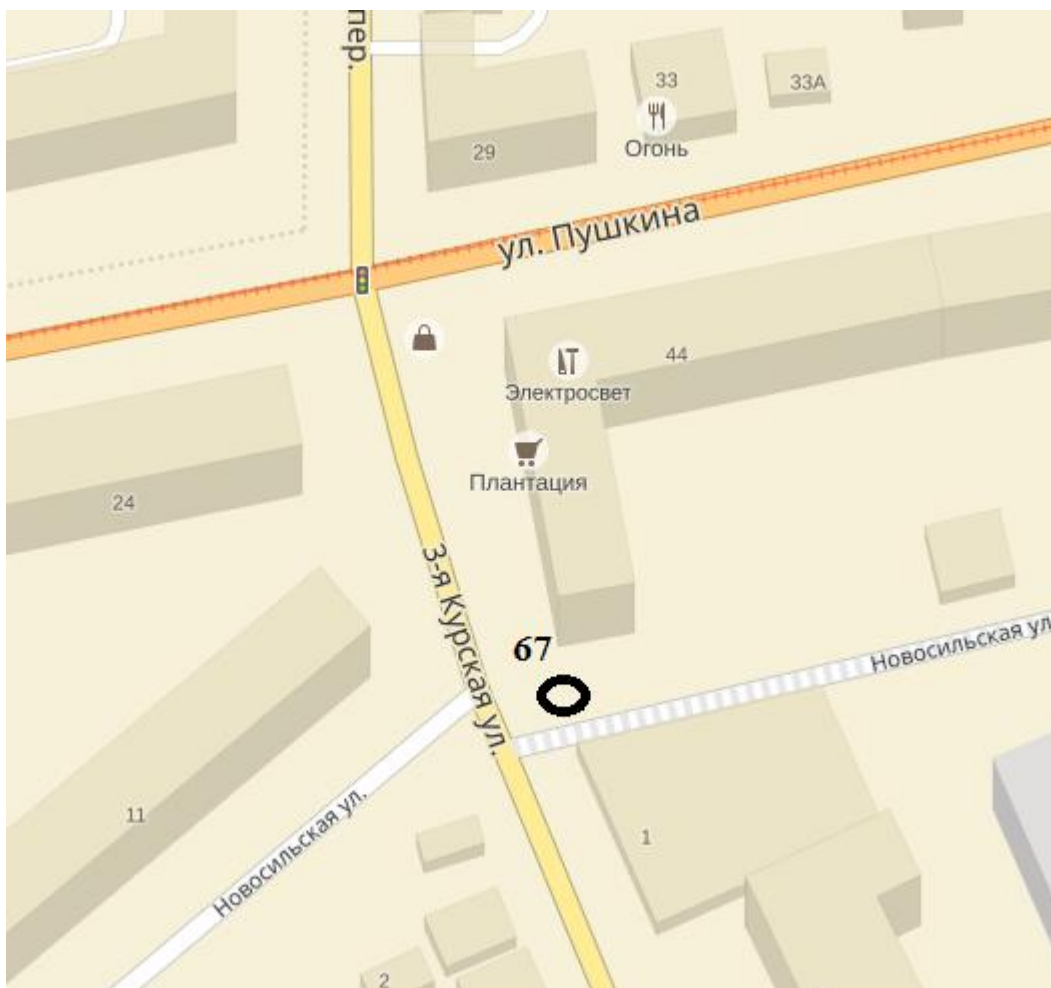 пер.
33
33А
Огонь
29
ул. Пушкина
44
Электросвет
Плантация
24
3-я Курская ул.
67
Новосильская ул
11
1
Новосильская ул.
2